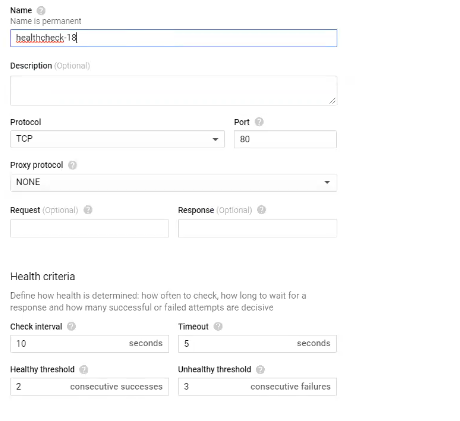 Name
Name is permanent
healthcheck-18
Description (Optional)
Protocol Port
TCP 80
Proxy protocol
NONE
Request (Optional) Response (Optional)
Health criteria
Define how health is determined: how often to check, how long to wait for a
response and how many successful or failed attempts are decisive
Check interval Timeout
10 seconds 5 seconds
Healthy threshold Unhealthy threshold
2 consecutive successes 3 consecutive failures